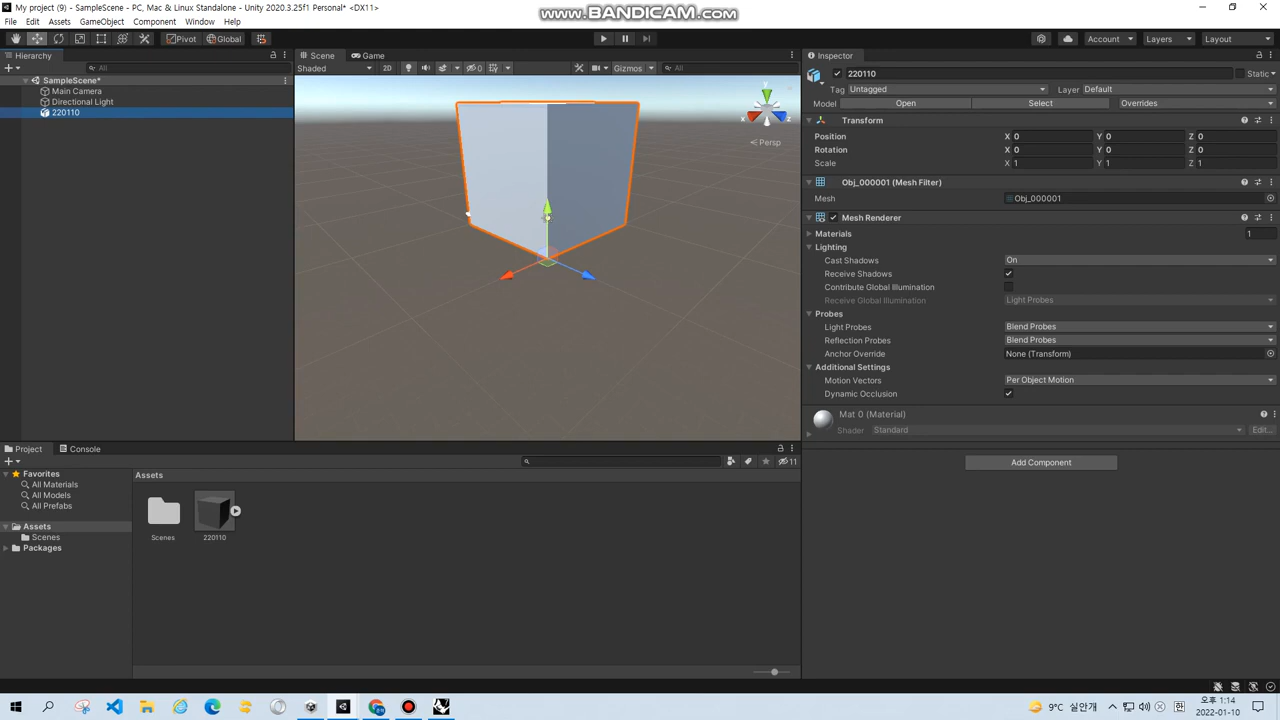 My project (9) - SampleScene - PC, Mac & Linux Standalone - Unity 2020.3.25f1 Personal* <DX11>
www.BANDICAM.com
File Edit Assets GameObject Component Window Help
Pivot Global Account Layers Layout
Hierarchy
All
SampleScene*
Main Camera
Directional Light
220110
Scene Game
Shaded 2D 0 Gizmos All
y
x z
Persp
Inspector
220110 Static
Tag Untagged Layer Default
Model Open Select Overrides
Transform
Position X 0 Y 0 Z 0
Rotation X 0 Y 0 Z 0
Scale X 1 Y 1 Z 1
Obj_000001 (Mesh Filter)
Mesh Obj_000001
Mesh Renderer
Materials 1
Lighting
Cast Shadows On
Receive Shadows
Contribute Global Illumination
Receive Global Illumination Light Probes
Probes
Light Probes Blend Probes
Reflection Probes Blend Probes
Anchor Override None (Transform)
Additional Settings
Motion Vectors Per Object Motion
Dynamic Occlusion
Mat 0 (Material)
Shader Standard Edit...
Add Component
Project Console
11
Favorites
All Materials
All Models
All Prefabs
Assets
Scenes
Packages
Assets
Scenes
220110
9°C 실안개
오후 1:14
2022-01-10